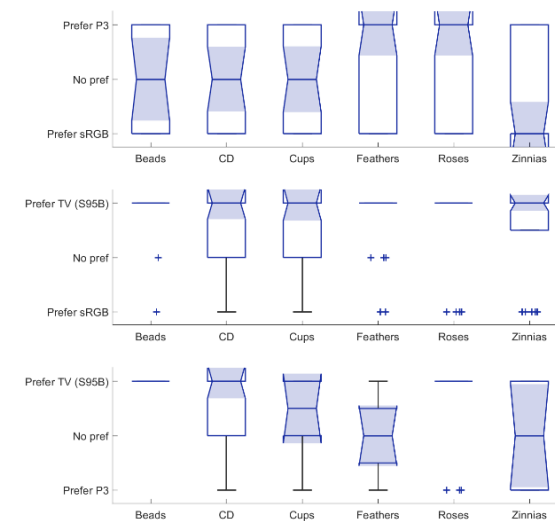 Prefer P3
No pref
Prefer sRGB
Beads CD Cups Feathers Roses Zinnias
Prefer TV (S95B)
No pref
Prefer sRGB
Beads CD Cups Feathers Roses Zinnias
Prefer TV (S95B)
No pref
Prefer P3
Beads CD Cups Feathers Roses Zinnias